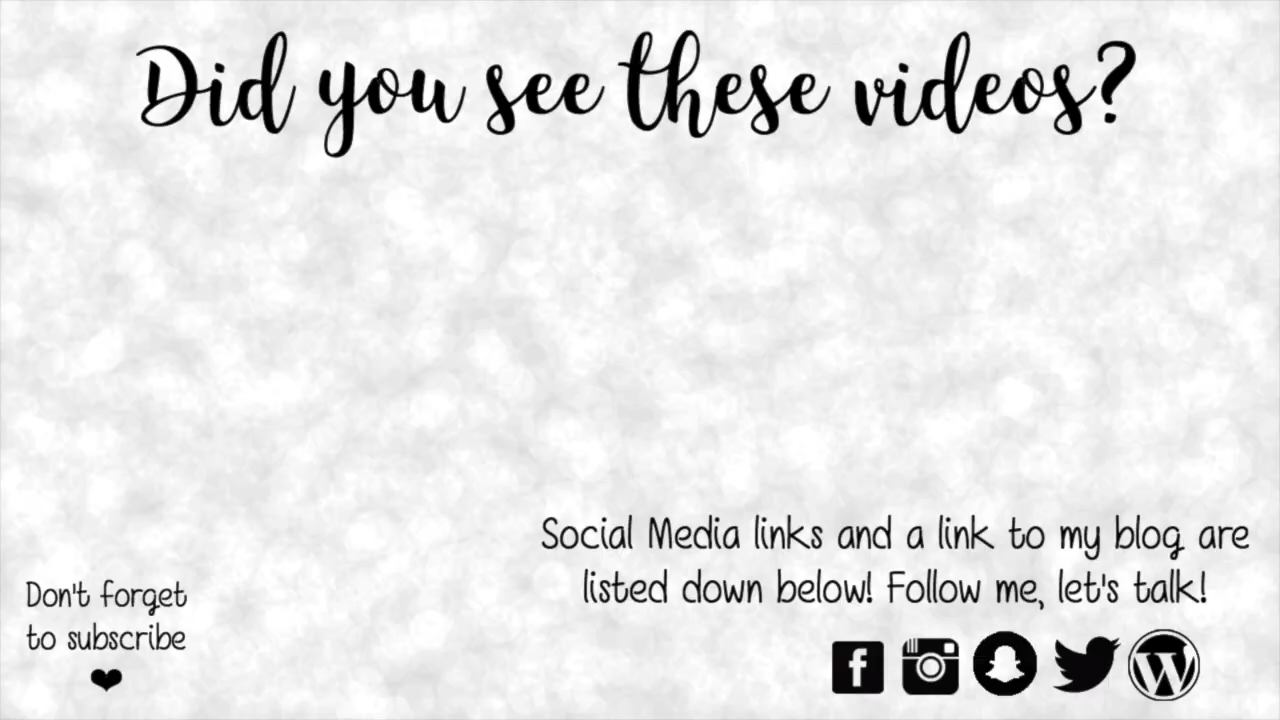 Did you see these videos?
Social Media links and a link to my blog are
listed down below! Follow me, let's talk!
Don't forget
to subscribe